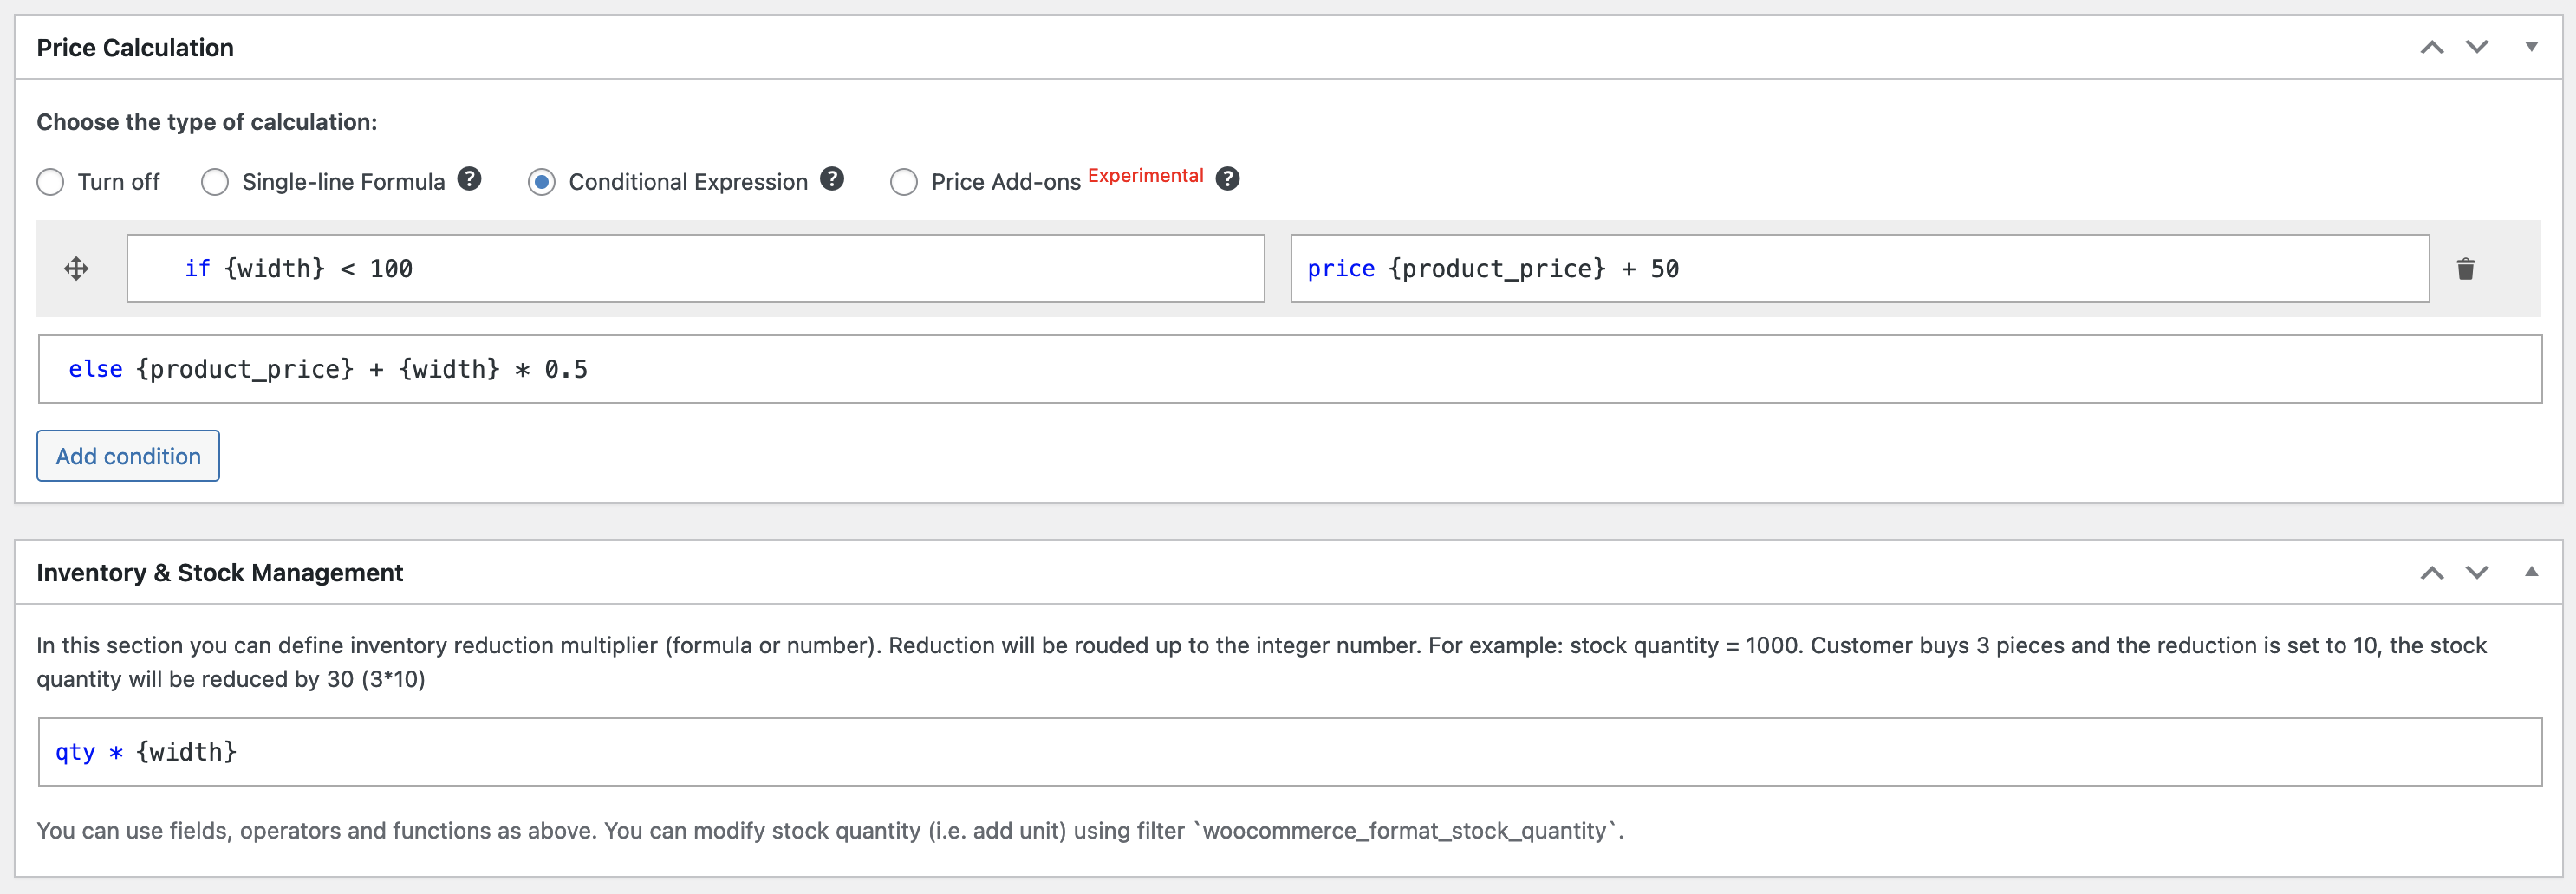 Price Calculation
Choose the type of calculation:
Turn off Single-line Formula ? Conditional Expression ? Price Add-ons Experimental ?
if {width} < 100 price {product_price} + 50
else {product_price} + {width} * 0.5
Add condition
Inventory & Stock Management
In this section you can define inventory reduction multiplier (formula or number). Reduction will be rouded up to the integer number. For example: stock quantity = 1000. Customer buys 3 pieces and the reduction is set to 10, the stock
quantity will be reduced by 30 (3*10)
qty * {width}
You can use fields, operators and functions as above. You can modify stock quantity (i.e. add unit) using filter `woocommerce_format_stock_quantity`.